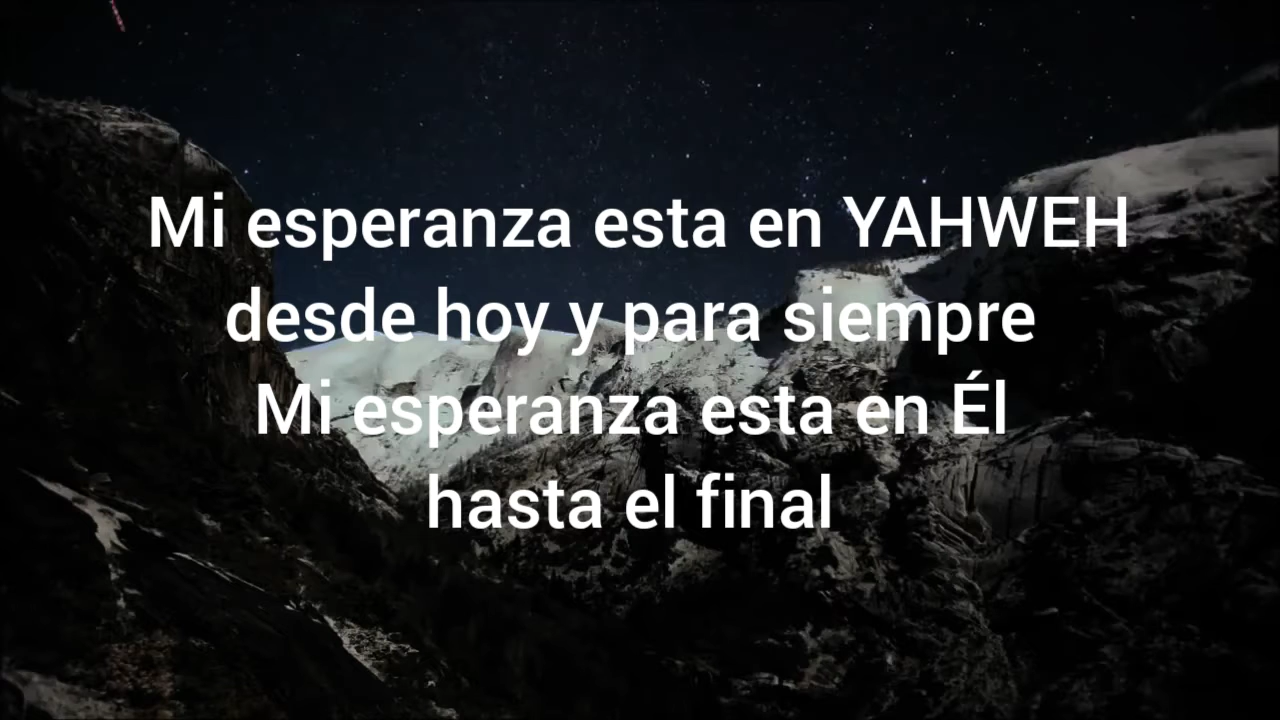 Mi esperanza esta en YAHWEH
desde hoy y para siempre
Mi esperanza esta en Él
hasta el final